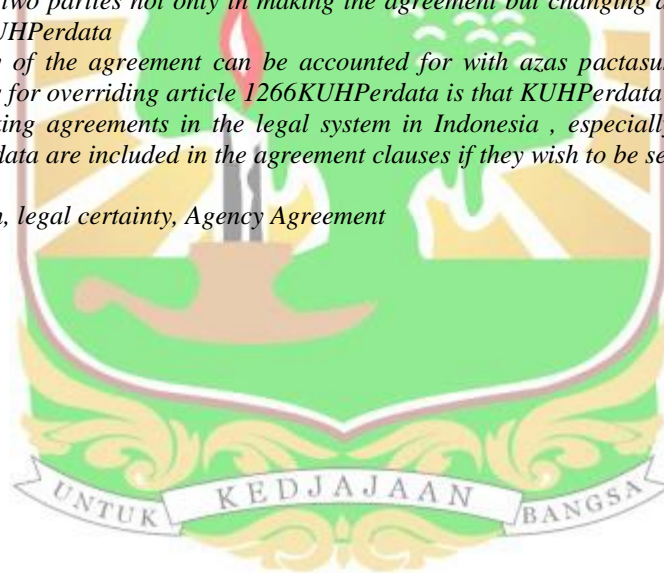 two parties not only in making the agreement but changing
UHPerdata
of the agreement can be accounted for with azas pactasu
for overriding article 1266KUHPerdata is that KUHPerdata
ting agreements in the legal system in Indonesia , especially
data are included in the agreement clauses if they wish to be se
, legal certainty, Agency Agreement
UNTUK KEDJAJAAN BANGSA